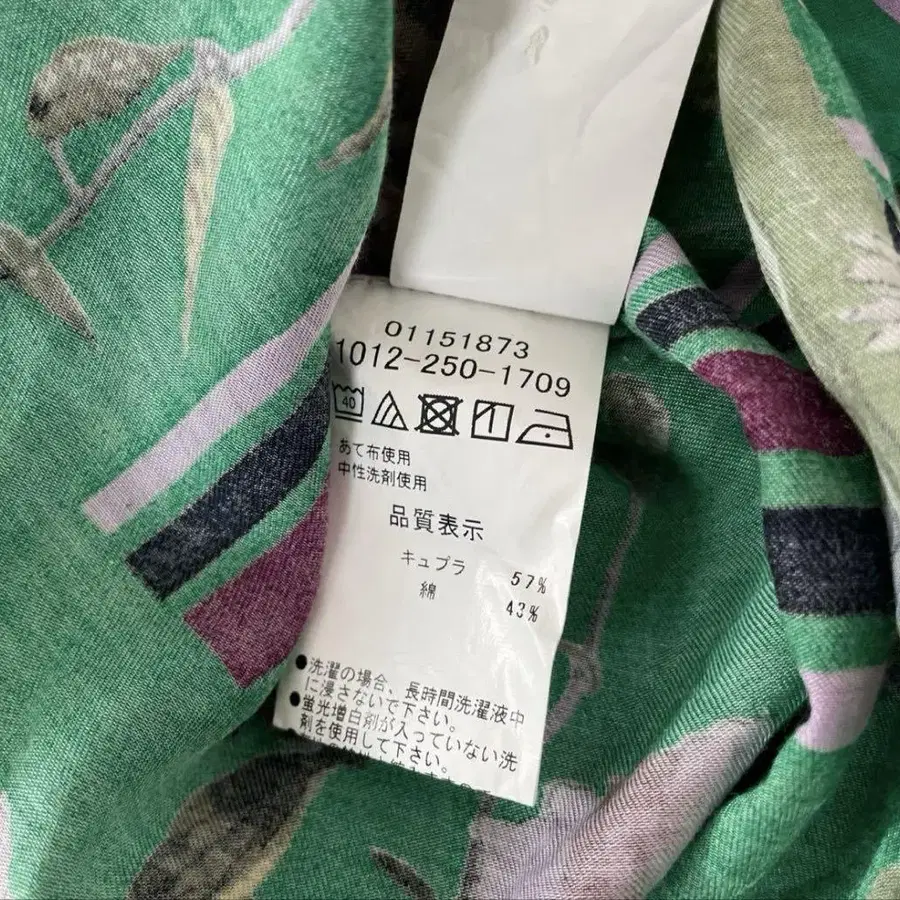 01151873
1012-250-1709
40
あて布使用
中性洗剤使用
品質表示
キュプラ 57%
綿 43%
●洗濯の場合、長時間洗濯液中
に浸さないで下さい。
●蛍光増白剤が入っていない洗
剤を使用して下さい。